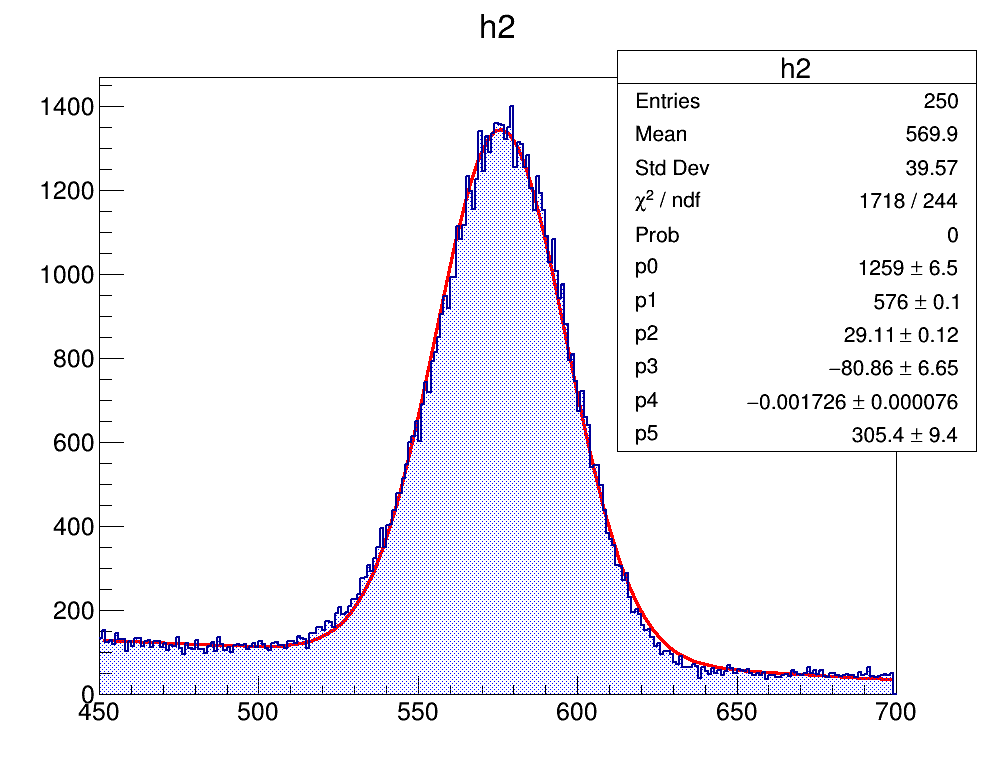 h2
h2
Entries 250
Mean 569.9
Std Dev 39.57
χ² / ndf 1718 / 244
Prob 0
p0 1259 ± 6.5
p1 576 ± 0.1
p2 29.11 ± 0.12
p3 −80.86 ± 6.65
p4 −0.001726 ± 0.000076
p5 305.4 ± 9.4
1400
1200
1000
800
600
400
200
0
450 500 550 600 650 700